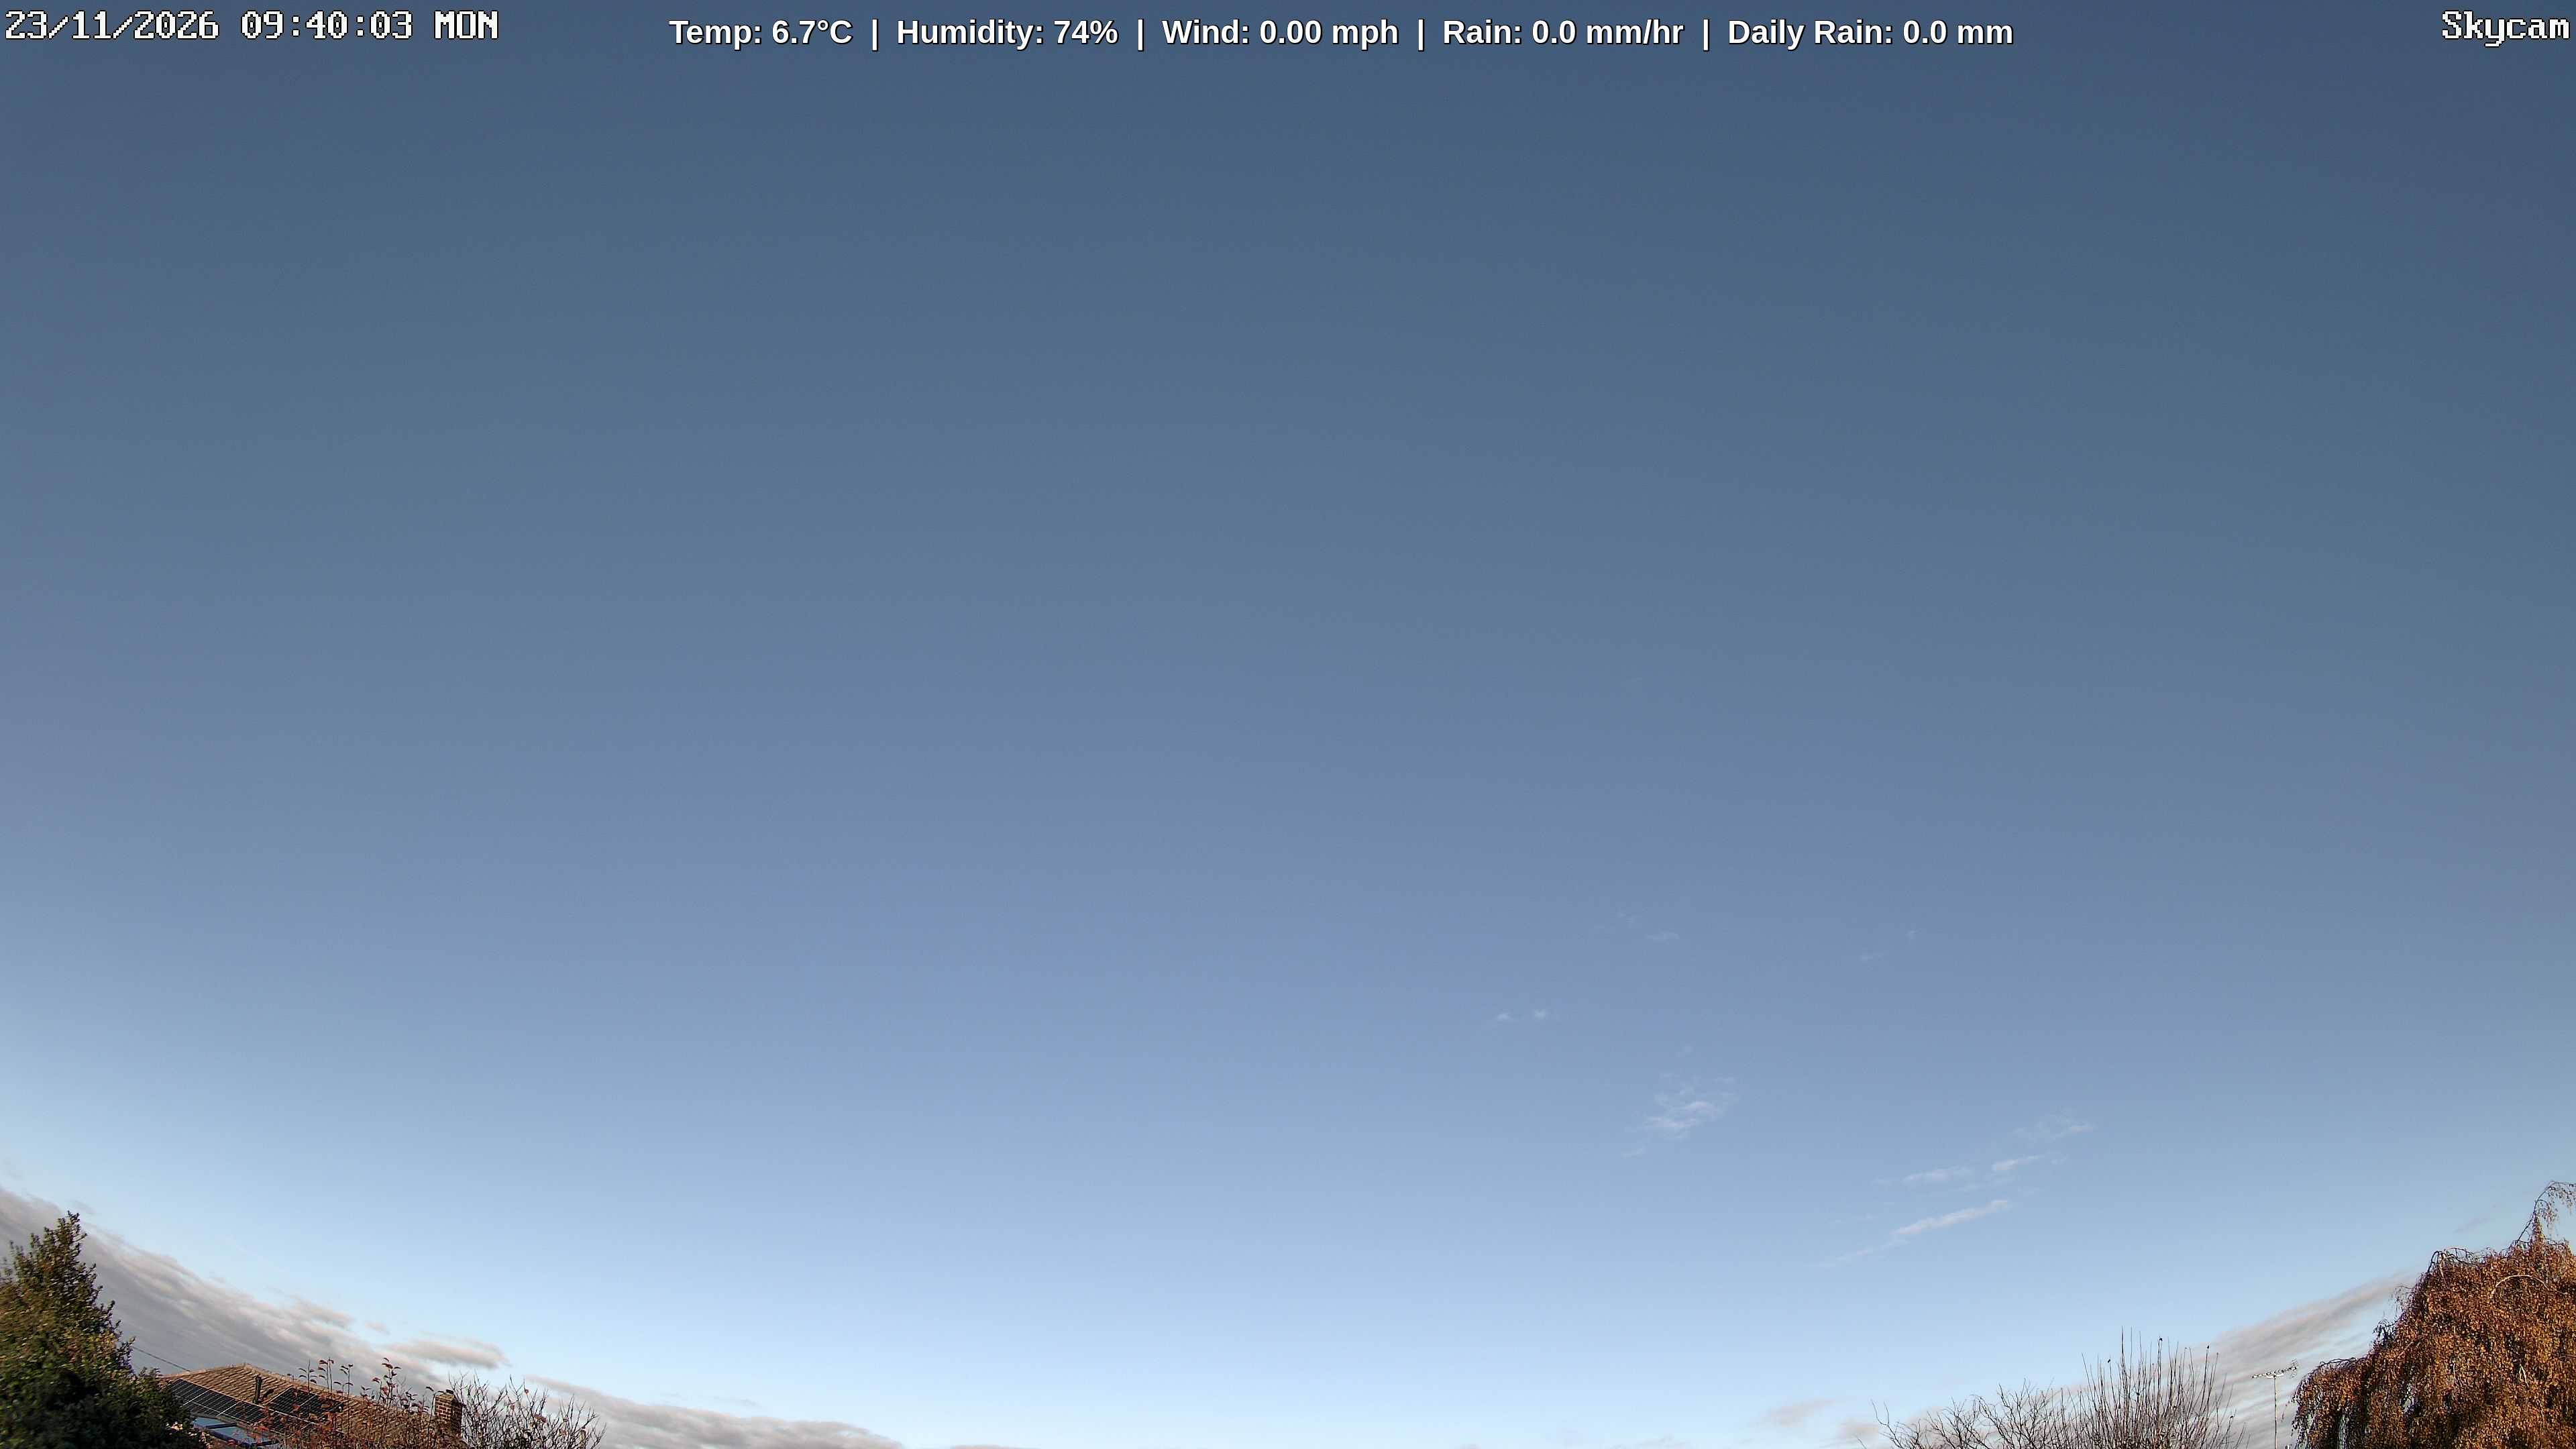 23/11/2026 09:40:03 MON
Temp: 6.7°C | Humidity: 74% | Wind: 0.00 mph | Rain: 0.0 mm/hr | Daily Rain: 0.0 mm
Skycam